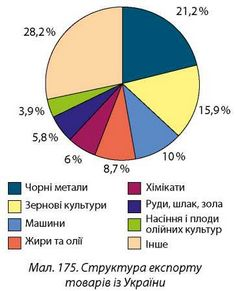 28,2%
21,2%
15,9%
10%
8,7%
6%
5,8%
3,9%
Чорні метали
Зернові культури
Машини
Жири та олії
Хімікати
Руди, шлак, зола
Насіння і плоди
олійних культур
Інше
Мал. 175. Структура експорту
товарів із України